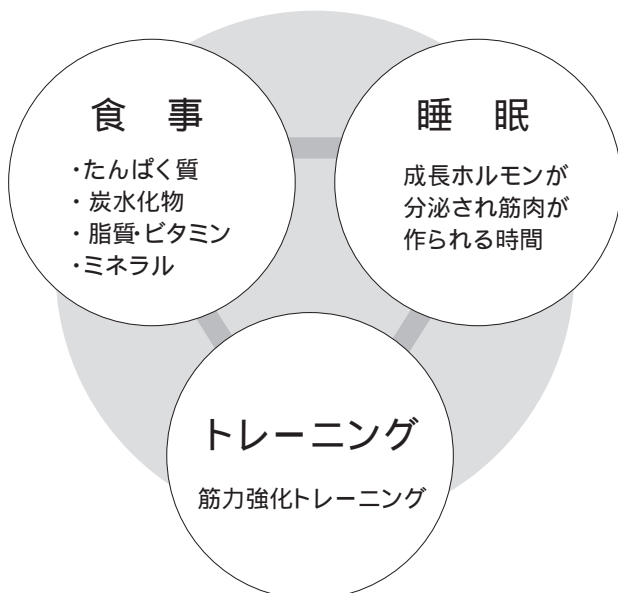 食　事
・たんぱく質
・炭水化物
・脂質・ビタミン
・ミネラル
睡　眠
成長ホルモンが
分泌され筋肉が
作られる時間
トレーニング
筋力強化トレーニング